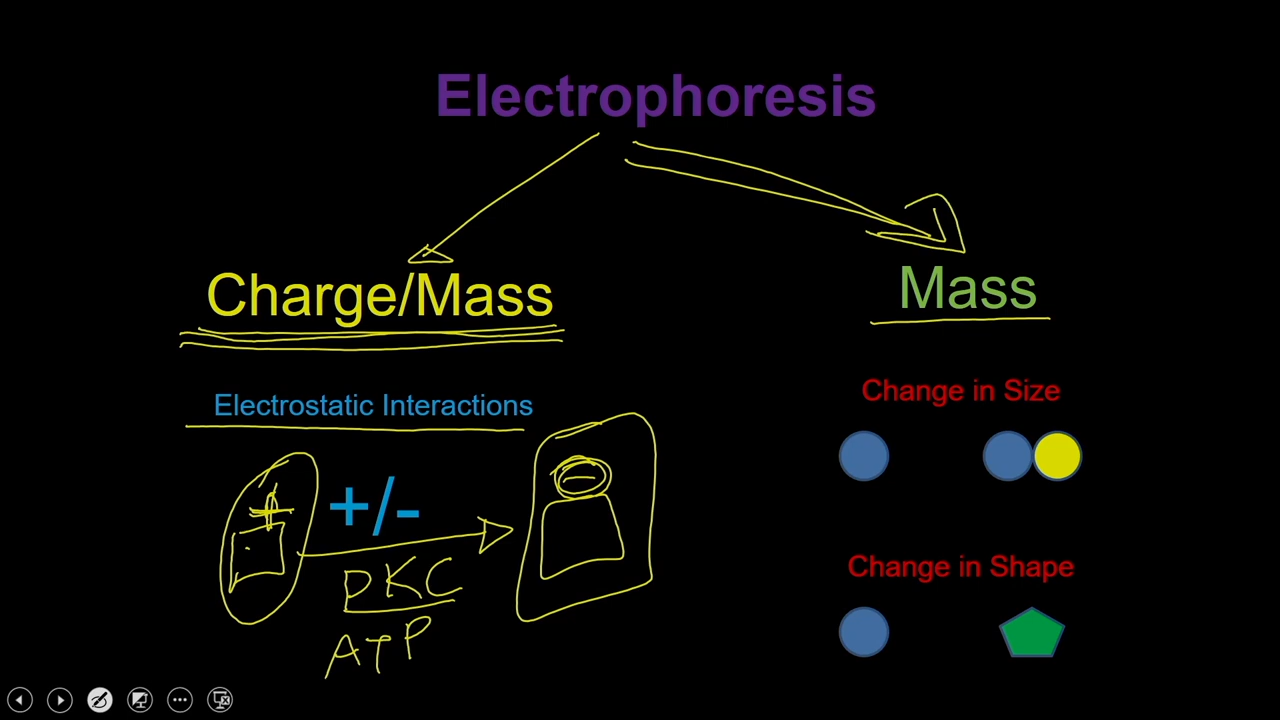 Electrophoresis
Charge/Mass
Electrostatic Interactions
+
+/-
-
PKC
ATP
Mass
Change in Size
Change in Shape